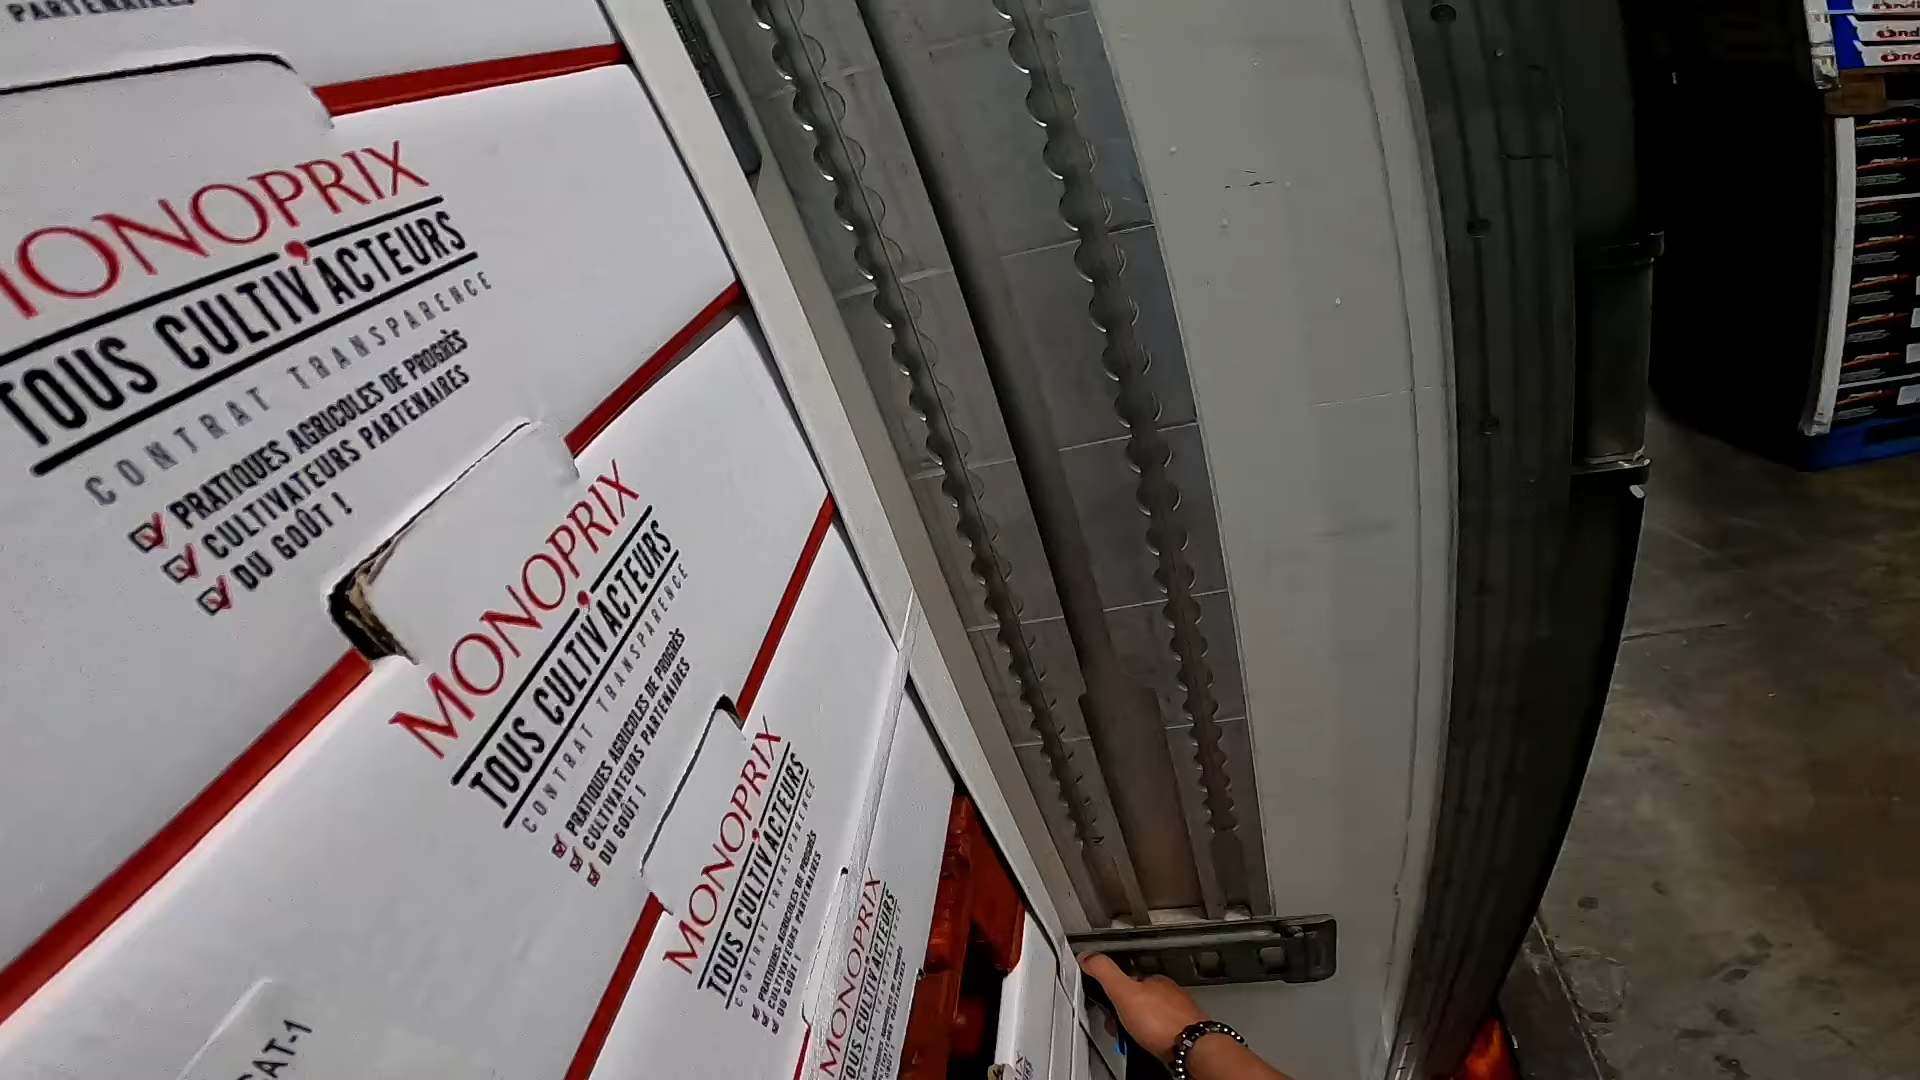 PARTENAIRES
MONOPRIX
TOUS CULTIV'ACTEURS
CONTRAT TRANSPARENCE
PRATIQUES AGRICOLES DE PROGRÈS
CULTIVATEURS PARTENAIRES
DU GOÛT !
MONOPRIX
TOUS CULTIV'ACTEURS
CONTRAT TRANSPARENCE
PRATIQUES AGRICOLES DE PROGRÈS
CULTIVATEURS PARTENAIRES
DU GOÛT !
MONOPRIX
TOUS CULTIV'ACTEURS
CONTRAT TRANSPARENCE
PRATIQUES AGRICOLES DE PROGRÈS
CULTIVATEURS PARTENAIRES
DU GOÛT !
MONOPRIX
TOUS CULTIV'ACTEURS
CAT-1